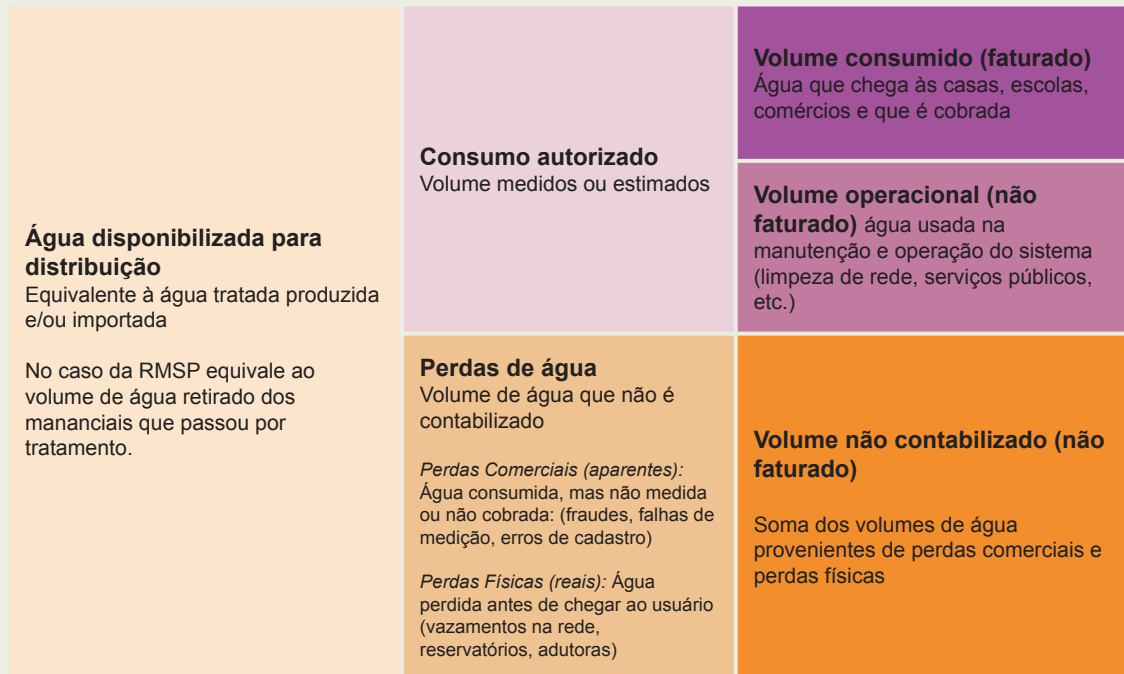 Água disponibilizada para
distribuição
Equivalente à água tratada produzida
e/ou importada
No caso da RMSP equivale ao
volume de água retirado dos
mananciais que passou por
tratamento.
Consumo autorizado
Volume medidos ou estimados
Perdas de água
Volume de água que não é
contabilizado
Perdas Comerciais (aparentes):
Água consumida, mas não medida
ou não cobrada: (fraudes, falhas de
medição, erros de cadastro)
Perdas Físicas (reais): Água
perdida antes de chegar ao usuário
(vazamentos na rede,
reservatórios, adutoras)
Volume consumido (faturado)
Água que chega às casas, escolas,
comércios e que é cobrada
Volume operacional (não
faturado) água usada na
manutenção e operação do sistema
(limpeza de rede, serviços públicos,
etc.)
Volume não contabilizado (não
faturado)
Soma dos volumes de água
provenientes de perdas comerciais e
perdas físicas